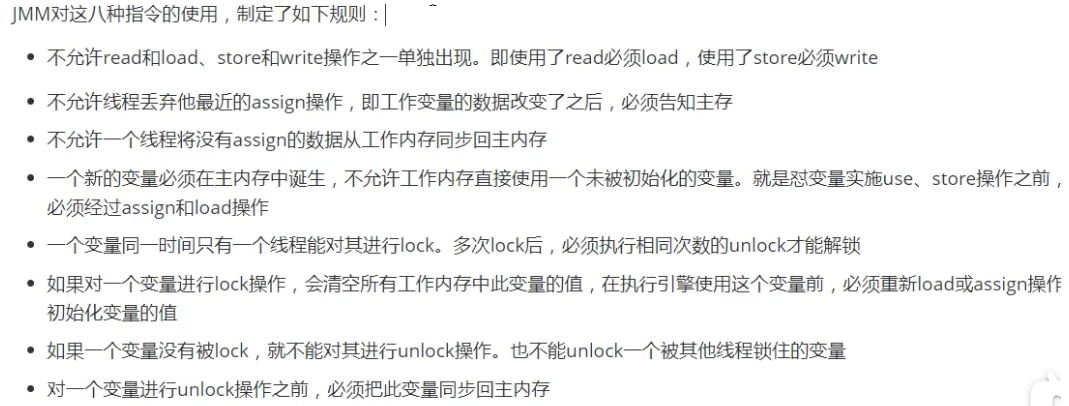 JMM对这八种指令的使用，制定了如下规则：
不允许read和load、store和write操作之一单独出现。即使用了read必须load，使用了store必须write
不允许线程丢弃他最近的assign操作，即工作变量的数据改变了之后，必须告知主存
不允许一个线程将没有assign的数据从工作内存同步回主内存
一个新的变量必须在主内存中诞生，不允许工作内存直接使用一个未被初始化的变量。就是怼变量实施use、store操作之前，
必须经过assign和load操作
一个变量同一时间只有一个线程能对其进行lock。多次lock后，必须执行相同次数的unlock才能解锁
如果对一个变量进行lock操作，会清空所有工作内存中此变量的值，在执行引擎使用这个变量前，必须重新load或assign操作
初始化变量的值
如果一个变量没有被lock，就不能对其进行unlock操作。也不能unlock一个被其他线程锁住的变量
对一个变量进行unlock操作之前，必须把此变量同步回主内存